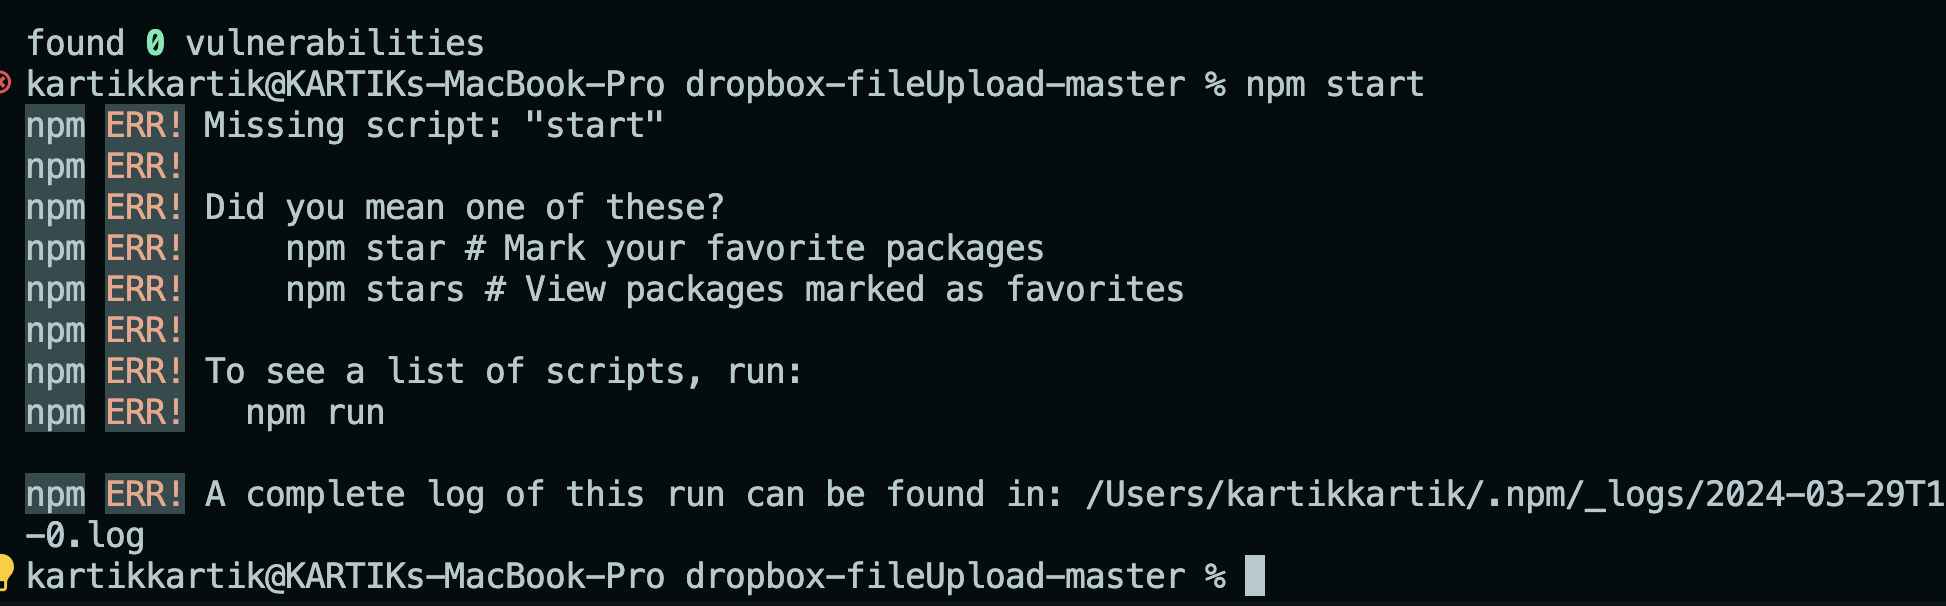 found 0 vulnerabilities
kartikkartik@KARTIKs-MacBook-Pro dropbox-fileUpload-master % npm start
npm ERR! Missing script: "start"
npm ERR!
npm ERR! Did you mean one of these?
npm ERR!     npm star # Mark your favorite packages
npm ERR!     npm stars # View packages marked as favorites
npm ERR!
npm ERR! To see a list of scripts, run:
npm ERR!   npm run
npm ERR! A complete log of this run can be found in: /Users/kartikkartik/.npm/_logs/2024-03-29T1
-0.log
kartikkartik@KARTIKs-MacBook-Pro dropbox-fileUpload-master %